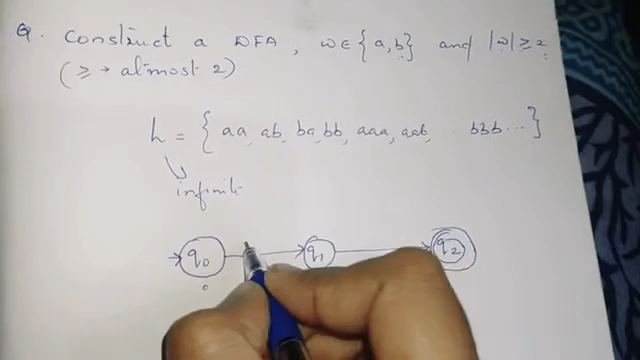 Q. Construct a DFA, w∈{a,b} and |w|≥2
(≥ → almost 2)
L = {aa, ab, ba, bb, aaa, aab, .. bbb...}
infinite
q0 q1 q2